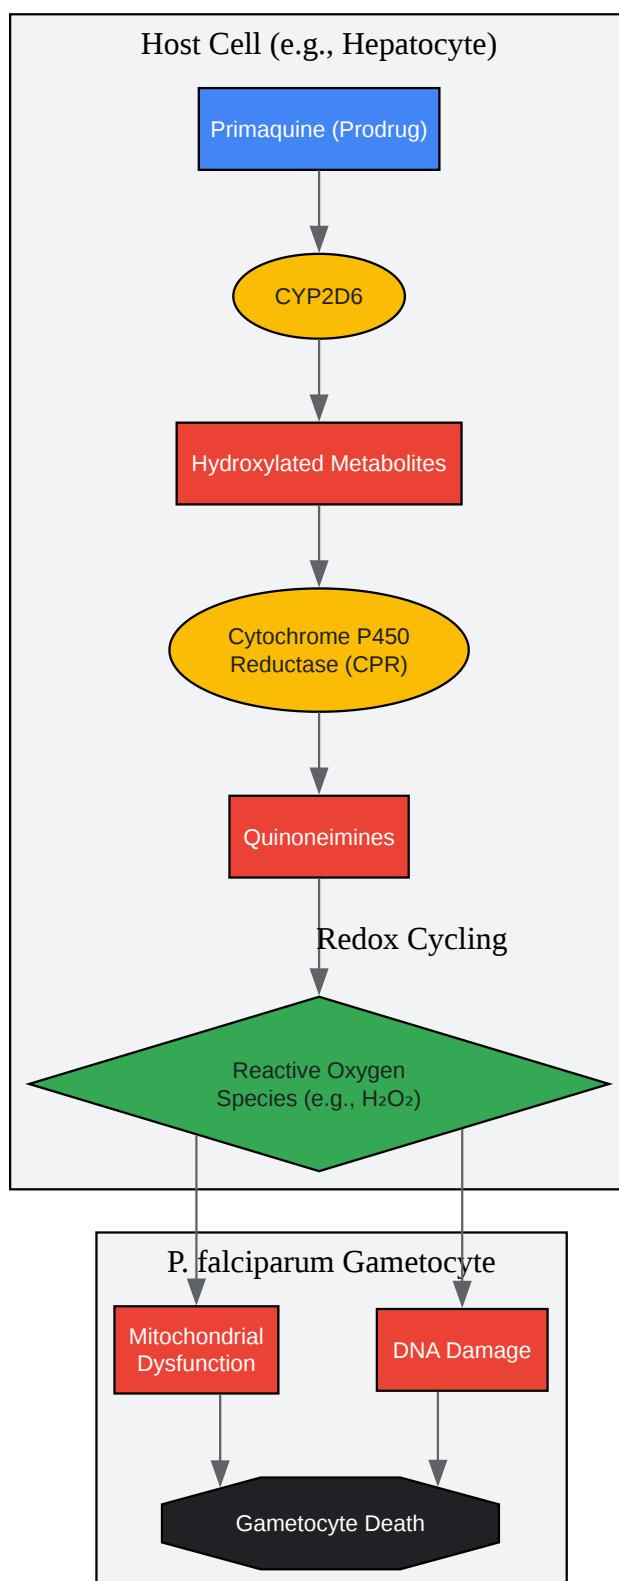 Host Cell (e.g., Hepatocyte)
Primaquine (Prodrug)
CYP2D6
Hydroxylated Metabolites
Cytochrome P450
Reductase (CPR)
Quinoneimines
Redox Cycling
Reactive Oxygen
Species (e.g., H₂O₂)
P. falciparum Gametocyte
Mitochondrial
Dysfunction
DNA Damage
Gametocyte Death